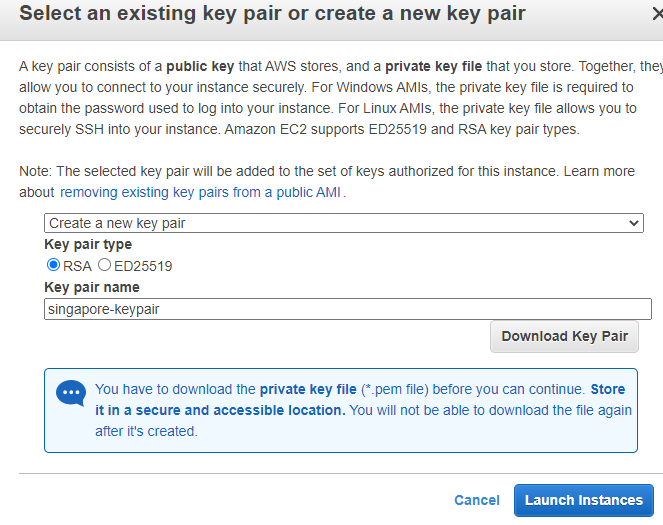 Select an existing key pair or create a new key pair
A key pair consists of a public key that AWS stores, and a private key file that you store. Together, they
allow you to connect to your instance securely. For Windows AMIs, the private key file is required to
obtain the password used to log into your instance. For Linux AMIs, the private key file allows you to
securely SSH into your instance. Amazon EC2 supports ED25519 and RSA key pair types.
Note: The selected key pair will be added to the set of keys authorized for this instance. Learn more
about removing existing key pairs from a public AMI.
Create a new key pair
Key pair type
RSA ED25519
Key pair name
singapore-keypair
Download Key Pair
You have to download the private key file (*.pem file) before you can continue. Store
it in a secure and accessible location. You will not be able to download the file again
after it's created.
Cancel Launch Instances